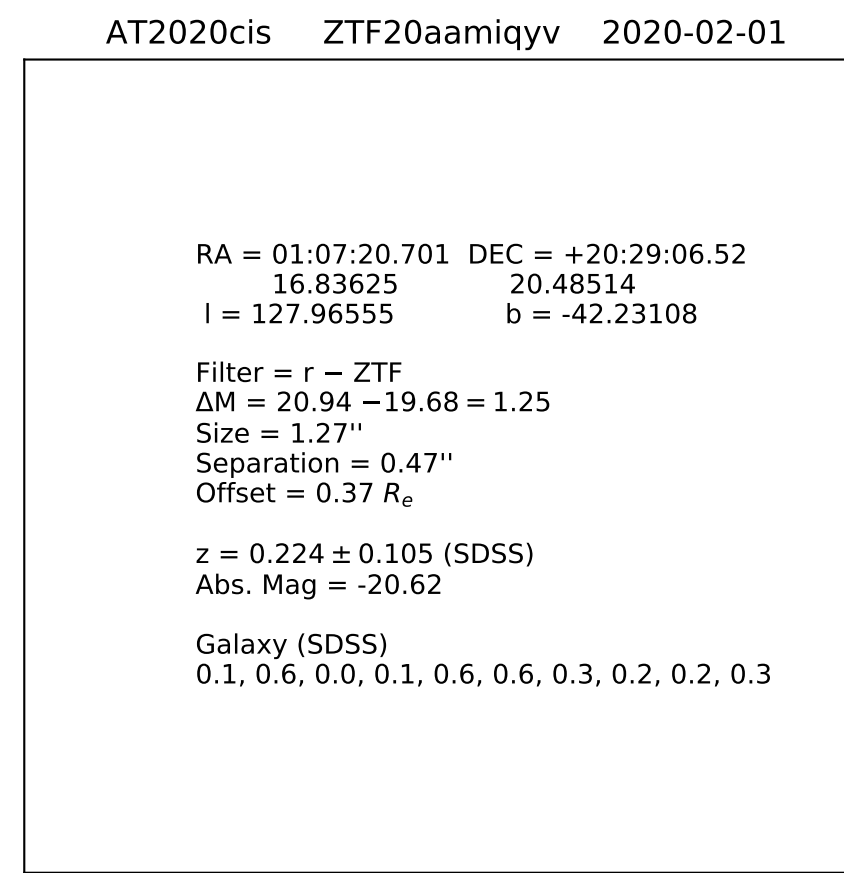 AT2020cis ZTF20aamiqyv 2020-02-01
RA = 01:07:20.701 DEC = +20:29:06.52
16.83625 20.48514
l = 127.96555 b = -42.23108
Filter = r − ZTF
ΔM = 20.94 −19.68 = 1.25
Size = 1.27''
Separation = 0.47''
Offset = 0.37 Re
z = 0.224 ± 0.105 (SDSS)
Abs. Mag = -20.62
Galaxy (SDSS)
0.1, 0.6, 0.0, 0.1, 0.6, 0.6, 0.3, 0.2, 0.2, 0.3